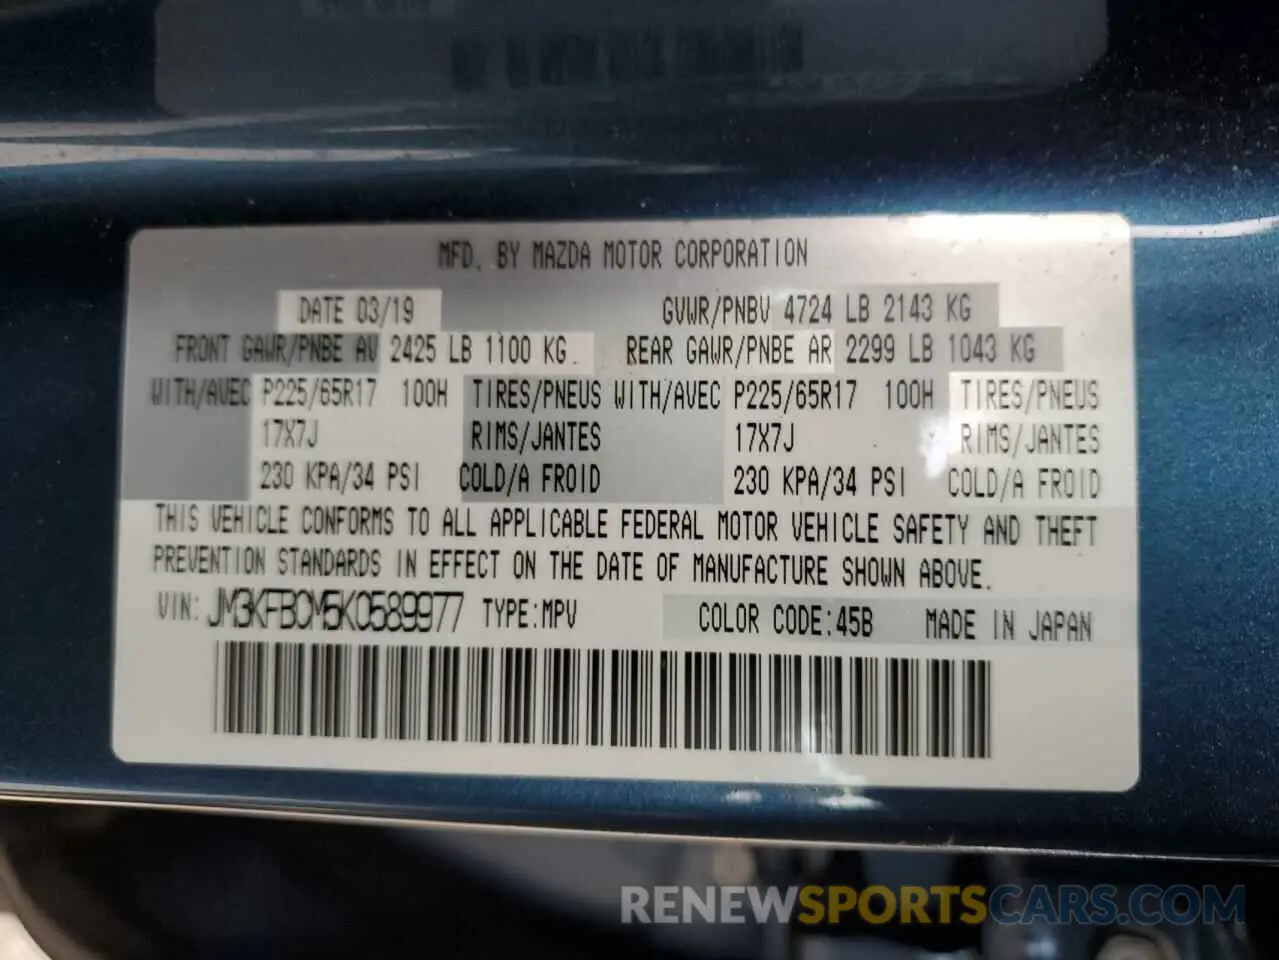 MFD. BY MAZDA MOTOR CORPORATION
DATE 03/19 GVWR/PNBV 4724 LB 2143 KG
FRONT GAWR/PNBE AV 2425 LB 1100 KG. REAR GAWR/PNBE AR 2299 LB 1043 KG
WITH/AVEC P225/65R17 100H TIRES/PNEUS WITH/AVEC P225/65R17 100H TIRES/PNEUS
17X7J RIMS/JANTES 17X7J RIMS/JANTES
230 KPA/34 PSI COLD/A FROID 230 KPA/34 PSI COLD/A FROID
THIS VEHICLE CONFORMS TO ALL APPLICABLE FEDERAL MOTOR VEHICLE SAFETY AND THEFT
PREVENTION STANDARDS IN EFFECT ON THE DATE OF MANUFACTURE SHOWN ABOVE.
VIN: JM3KFBCM5K0589977 TYPE:MPV COLOR CODE:45B MADE IN JAPAN
RENEWSPORTSCARS.COM